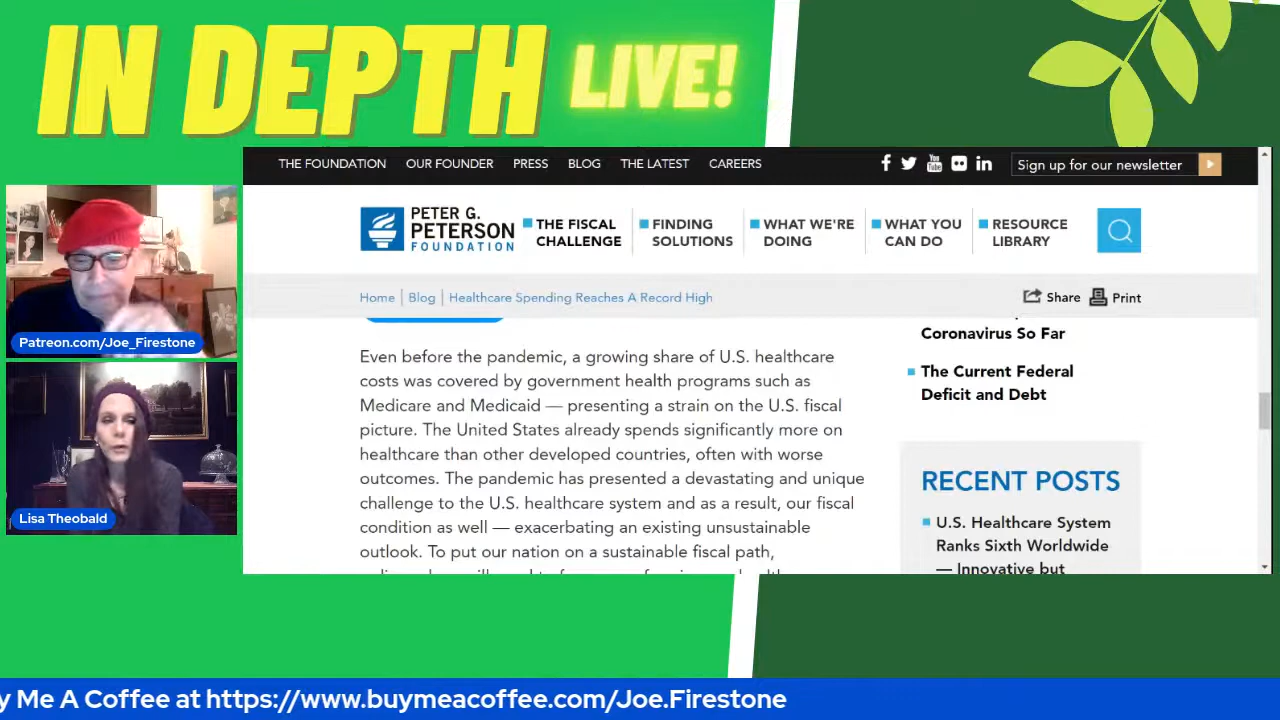 IN DEPTH LIVE!
THE FOUNDATION OUR FOUNDER PRESS BLOG THE LATEST CAREERS
Sign up for our newsletter
PETER G.
PETERSON
FOUNDATION
THE FISCAL
CHALLENGE
FINDING
SOLUTIONS
WHAT WE'RE
DOING
WHAT YOU
CAN DO
RESOURCE
LIBRARY
Home | Blog | Healthcare Spending Reaches A Record High
Share Print
Even before the pandemic, a growing share of U.S. healthcare
costs was covered by government health programs such as
Medicare and Medicaid — presenting a strain on the U.S. fiscal
picture. The United States already spends significantly more on
healthcare than other developed countries, often with worse
outcomes. The pandemic has presented a devastating and unique
challenge to the U.S. healthcare system and as a result, our fiscal
condition as well — exacerbating an existing unsustainable
outlook. To put our nation on a sustainable fiscal path,
Coronavirus So Far
The Current Federal
Deficit and Debt
RECENT POSTS
U.S. Healthcare System
Ranks Sixth Worldwide
— Innovative but
Patreon.com/Joe_Firestone
Lisa Theobald
y Me A Coffee at https://www.buymeacoffee.com/Joe.Firestone